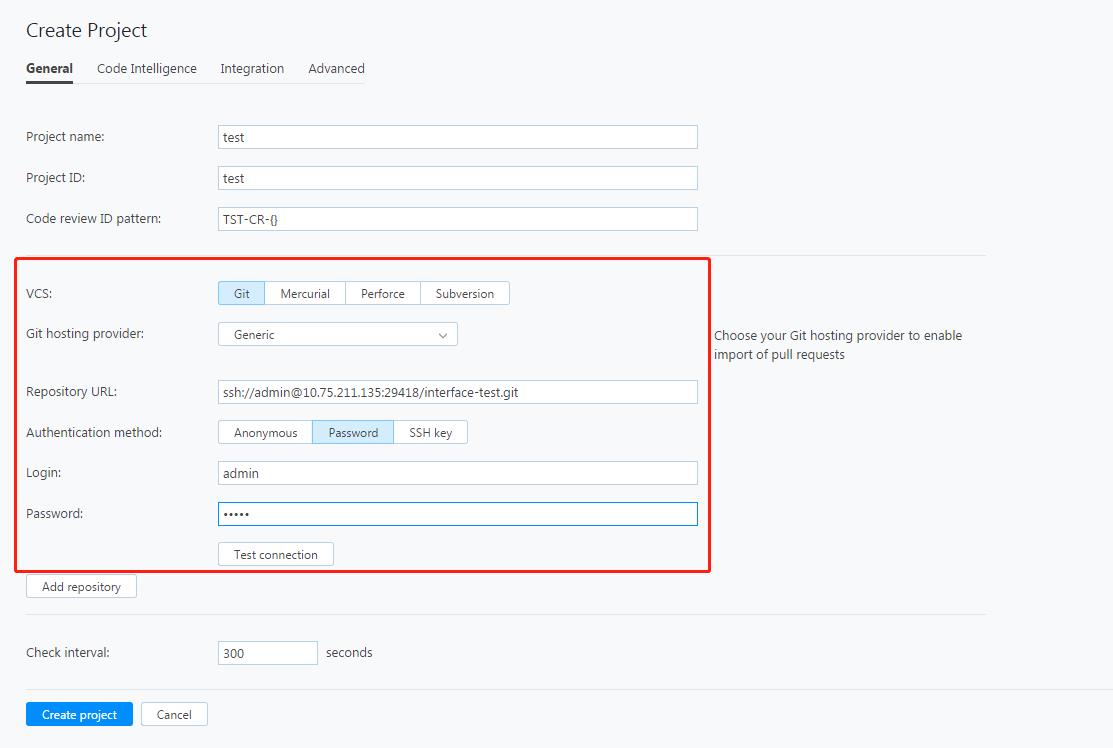 Create Project
General Code Intelligence Integration Advanced
Project name: test
Project ID: test
Code review ID pattern: TST-CR-{}
VCS: Git Mercurial Perforce Subversion
Git hosting provider: Generic
Choose your Git hosting provider to enable
import of pull requests
Repository URL: ssh://admin@10.75.211.135:29418/interface-test.git
Authentication method: Anonymous Password SSH key
Login: admin
Password: •••••
Test connection
Add repository
Check interval: 300 seconds
Create project Cancel